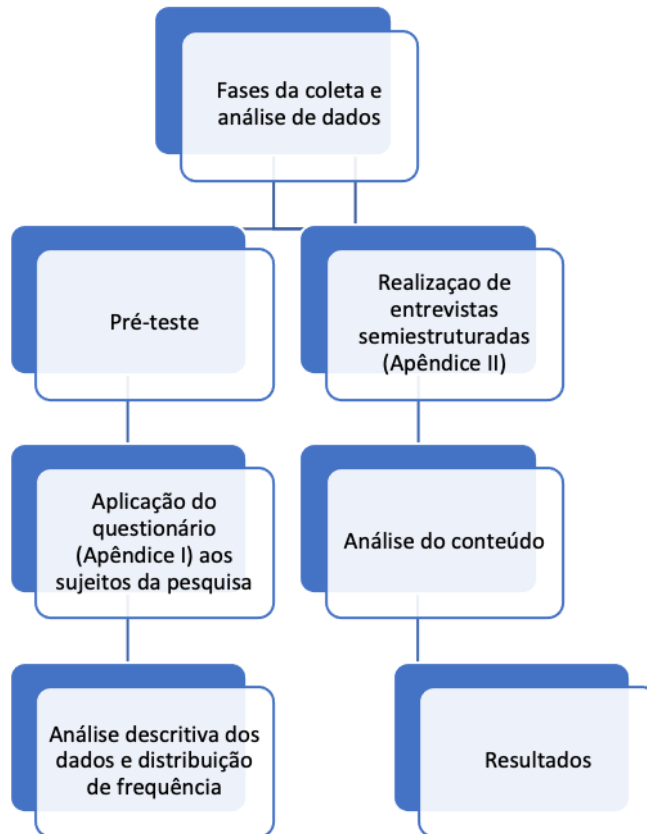 Fases da coleta e
análise de dados
Pré-teste
Realizaçao de
entrevistas
semiestruturadas
(Apêndice II)
Aplicação do
questionário
(Apêndice I) aos
sujeitos da pesquisa
Análise do conteúdo
Análise descritiva dos
dados e distribuição
de frequência
Resultados